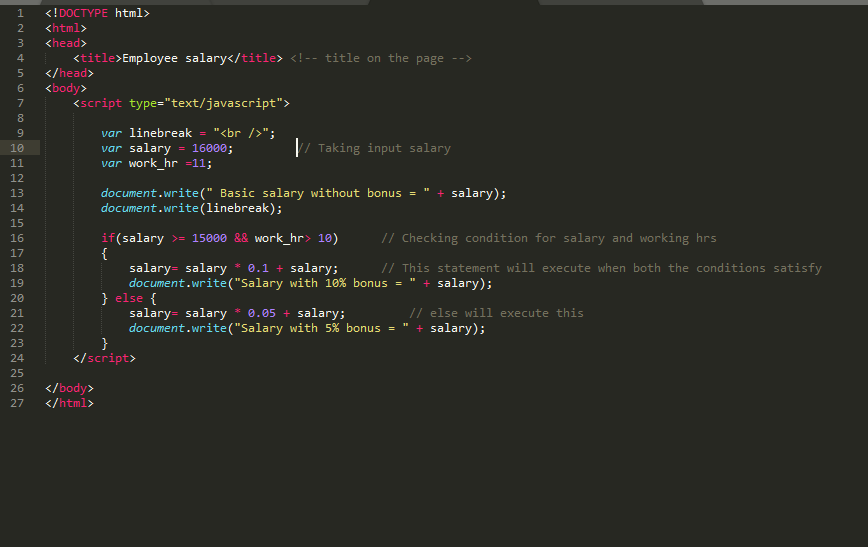 1 <!DOCTYPE html>
2 <html>
3 <head>
4     <title>Employee salary</title> <!-- title on the page -->
5 </head>
6 <body>
7     <script type="text/javascript">
8
9         var linebreak = "<br />";
10         var salary = 16000;         // Taking input salary
11         var work_hr =11;
12
13         document.write(" Basic salary without bonus = " + salary);
14         document.write(linebreak);
15
16         if(salary >= 15000 && work_hr> 10)      // Checking condition for salary and working hrs
17         {
18             salary= salary * 0.1 + salary;      // This statement will execute when both the conditions satisfy
19             document.write("Salary with 10% bonus = " + salary);
20         } else {
21             salary= salary * 0.05 + salary;         // else will execute this
22             document.write("Salary with 5% bonus = " + salary);
23         }
24     </script>
25
26 </body>
27 </html>